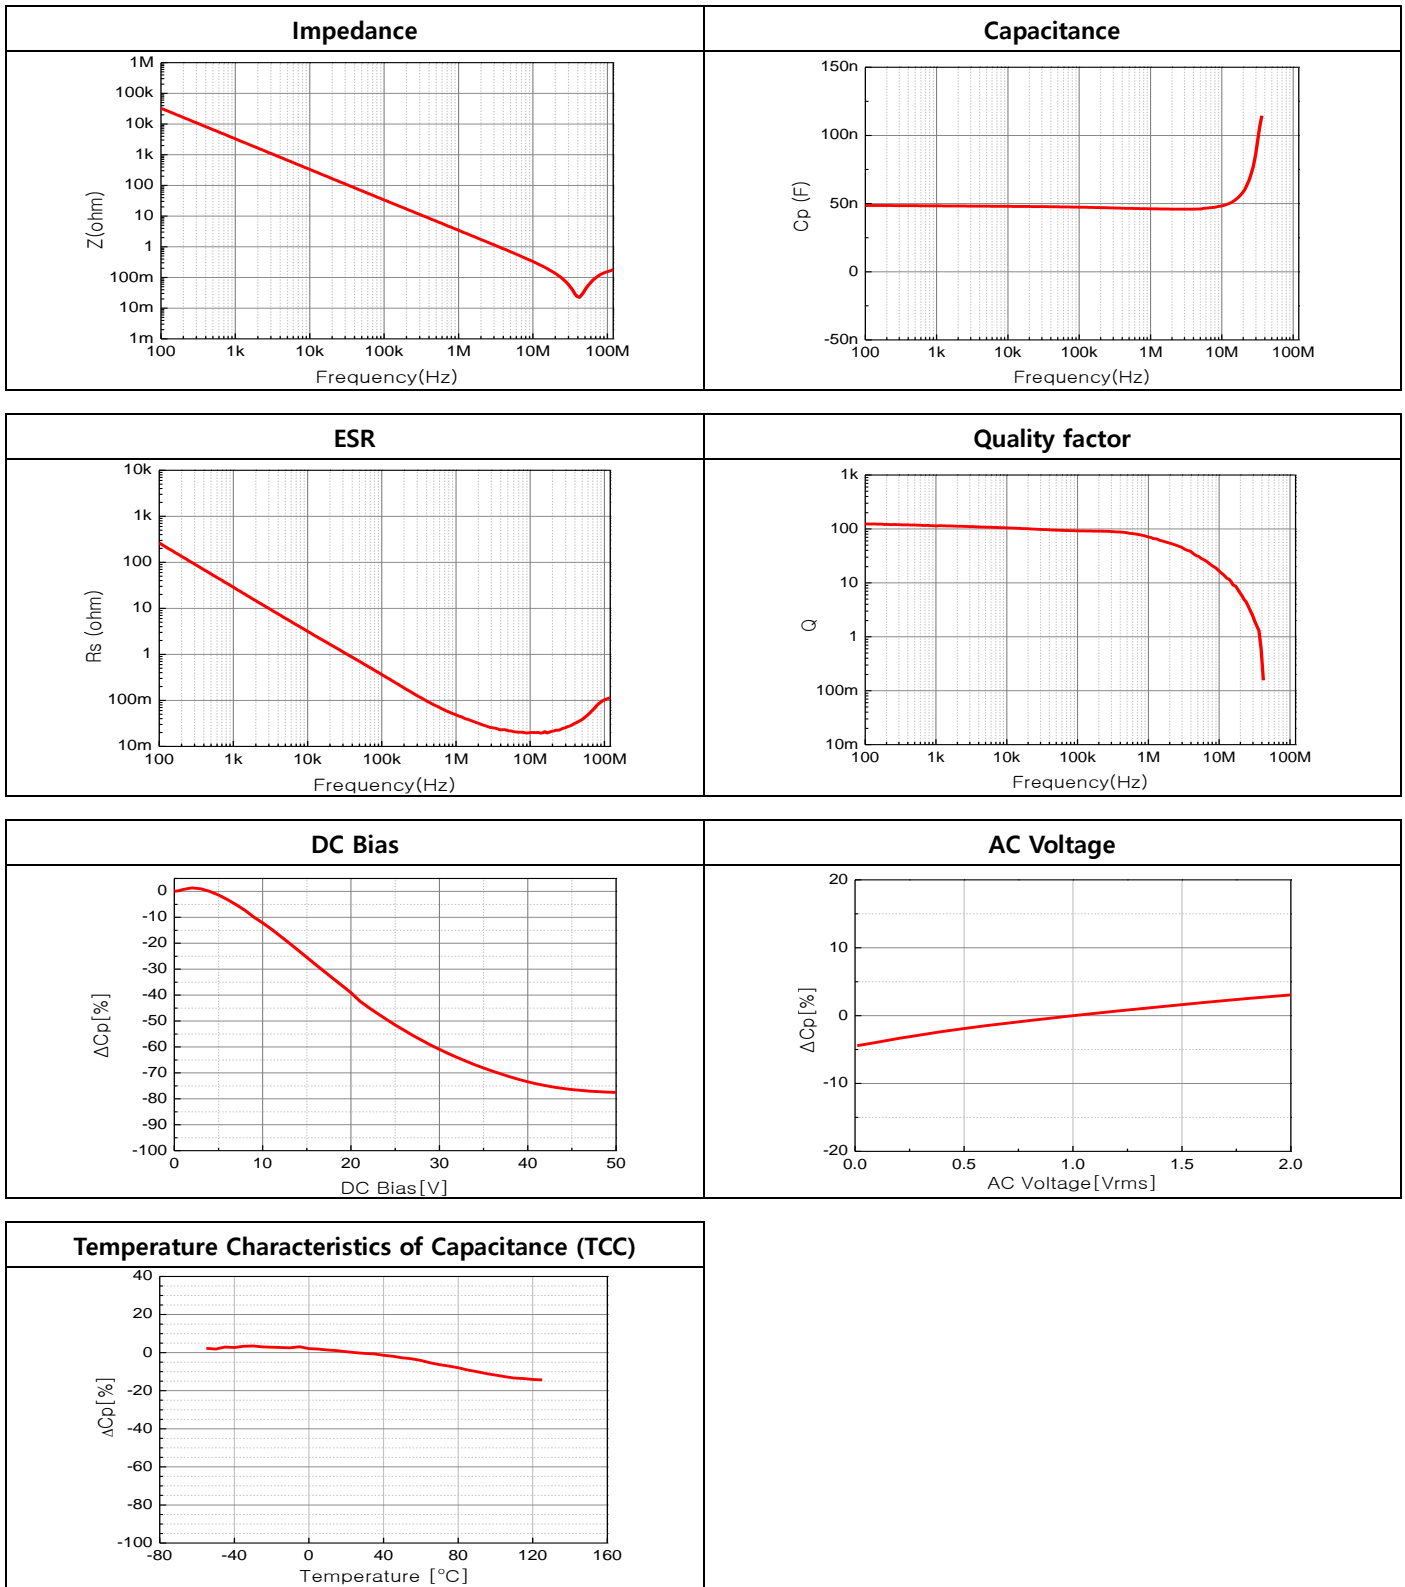 Impedance
1M
100k
10k
1k
100
10
1
100m
10m
1m
Z(ohm)
100 1k 10k 100k 1M 10M 100M
Frequency(Hz)
Capacitance
150n
100n
50n
0
-50n
Cp (F)
100 1k 10k 100k 1M 10M 100M
Frequency(Hz)
ESR
10k
1k
100
10
1
100m
10m
Rs (ohm)
100 1k 10k 100k 1M 10M 100M
Frequency(Hz)
Quality factor
1k
100
10
1
100m
10m
Q
100 1k 10k 100k 1M 10M 100M
Frequency(Hz)
DC Bias
0
-10
-20
-30
-40
-50
-60
-70
-80
-90
-100
ΔCp[%]
0 10 20 30 40 50
DC Bias[V]
AC Voltage
20
10
0
-10
-20
ΔCp[%]
0.0 0.5 1.0 1.5 2.0
AC Voltage[Vrms]
Temperature Characteristics of Capacitance (TCC)
40
20
0
-20
-40
-60
-80
-100
ΔCp[%]
-80 -40 0 40 80 120 160
Temperature [°C]